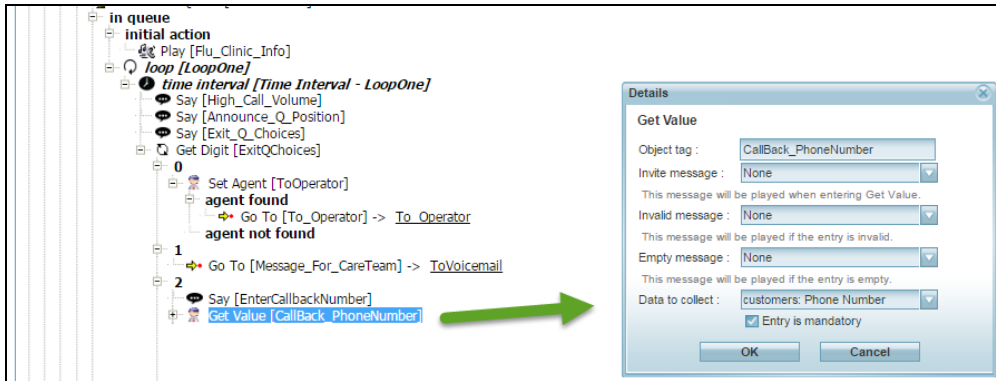 in queue
initial action
Play [Flu_Clinic_Info]
loop [LoopOne]
time interval [Time Interval - LoopOne]
Say [High_Call_Volume]
Say [Announce_Q_Position]
Say [Exit_Q_Choices]
Get Digit [ExitQChoices]
0
Set Agent [ToOperator]
agent found
Go To [To_Operator] -> To_Operator
agent not found
1
Go To [Message_For_CareTeam] -> ToVoicemail
2
Say [EnterCallbackNumber]
Get Value [CallBack_PhoneNumber]
Details
Get Value
Object tag : CallBack_PhoneNumber
Invite message : None
This message will be played when entering Get Value.
Invalid message : None
This message will be played if the entry is invalid.
Empty message : None
This message will be played if the entry is empty.
Data to collect : customers: Phone Number
Entry is mandatory
OK Cancel